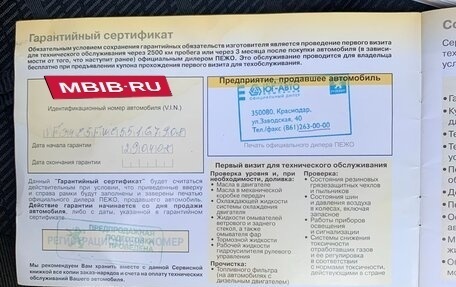 Гарантийный сертификат
Обязательным условием сохранения гарантийных обязательств изготовителя является проведение первого визита
для технического обслуживания через 2500 км пробега или через 3 месяца после покупки автомобиля (в зависи-
мости от того, что наступит ранее) официальным дилером ПЕЖО. Это обслуживание проводится для владельца
бесплатно при предъявлении купона прохождения первого визита для техобслуживания.
MBIB-RU
Идентификационный номер автомобиля (V.I.N.)
Дата начала гарантии
Дата окончания гарантии
Данный "Гарантийный сертификат" будет считаться
действительным при условии, что приведенные вверху
и справа рамки будут заполнены и заверены печатью
официального дилера ПЕЖО, продавшего автомобиль.
Действие гарантии начинается со дня продажи
автомобиля, либо с даты, указанной в гарантийном
сертификате.
ПРЕДПРОДАЖНАЯ
ПОДГОТОВКА
ПРОВЕДЕНА
Мы рекомендуем Вам хранить вместе с данной Сервисной
книжкой все копии заказ-нарядов и счета на оплату технического
обслуживания Вашего автомобиля.
Предприятие, продавшее автомобиль
ЮГ-АВТО
ОФИЦИАЛЬНЫЙ ДИЛЕР
350080, Краснодар,
ул.Заводская, 40
Тел./факс (861)263-00-00
Печать официального дилера ПЕЖО
Первый визит для технического обслуживания
Проверка уровня и, при
необходимости, доливка:
• Масла в двигателе
• Масла в механической
коробке передач
• Охлаждающей жидкости
системы охлаждения
двигателя
• Жидкости омывателей
ветрового и заднего
стекол, а также
омывателя фар
• Тормозной жидкости
• Рабочей жидкости
гидроусилителя рулевого
управления
Прочистка:
• Топливного фильтра
(на автомобилях с
дизельным двигателем)
Проверка:
• Состояния резиновых
грязезащитных чехлов
и пыльников
• Состояния шин
и давления воздуха
в колесах, включая
запасное
• Работы приборов
освещения
и сигнализации
• Системы снижения
токсичности
отработавших газов
и ее регулировка
в соответствии
с нормами токсичности,